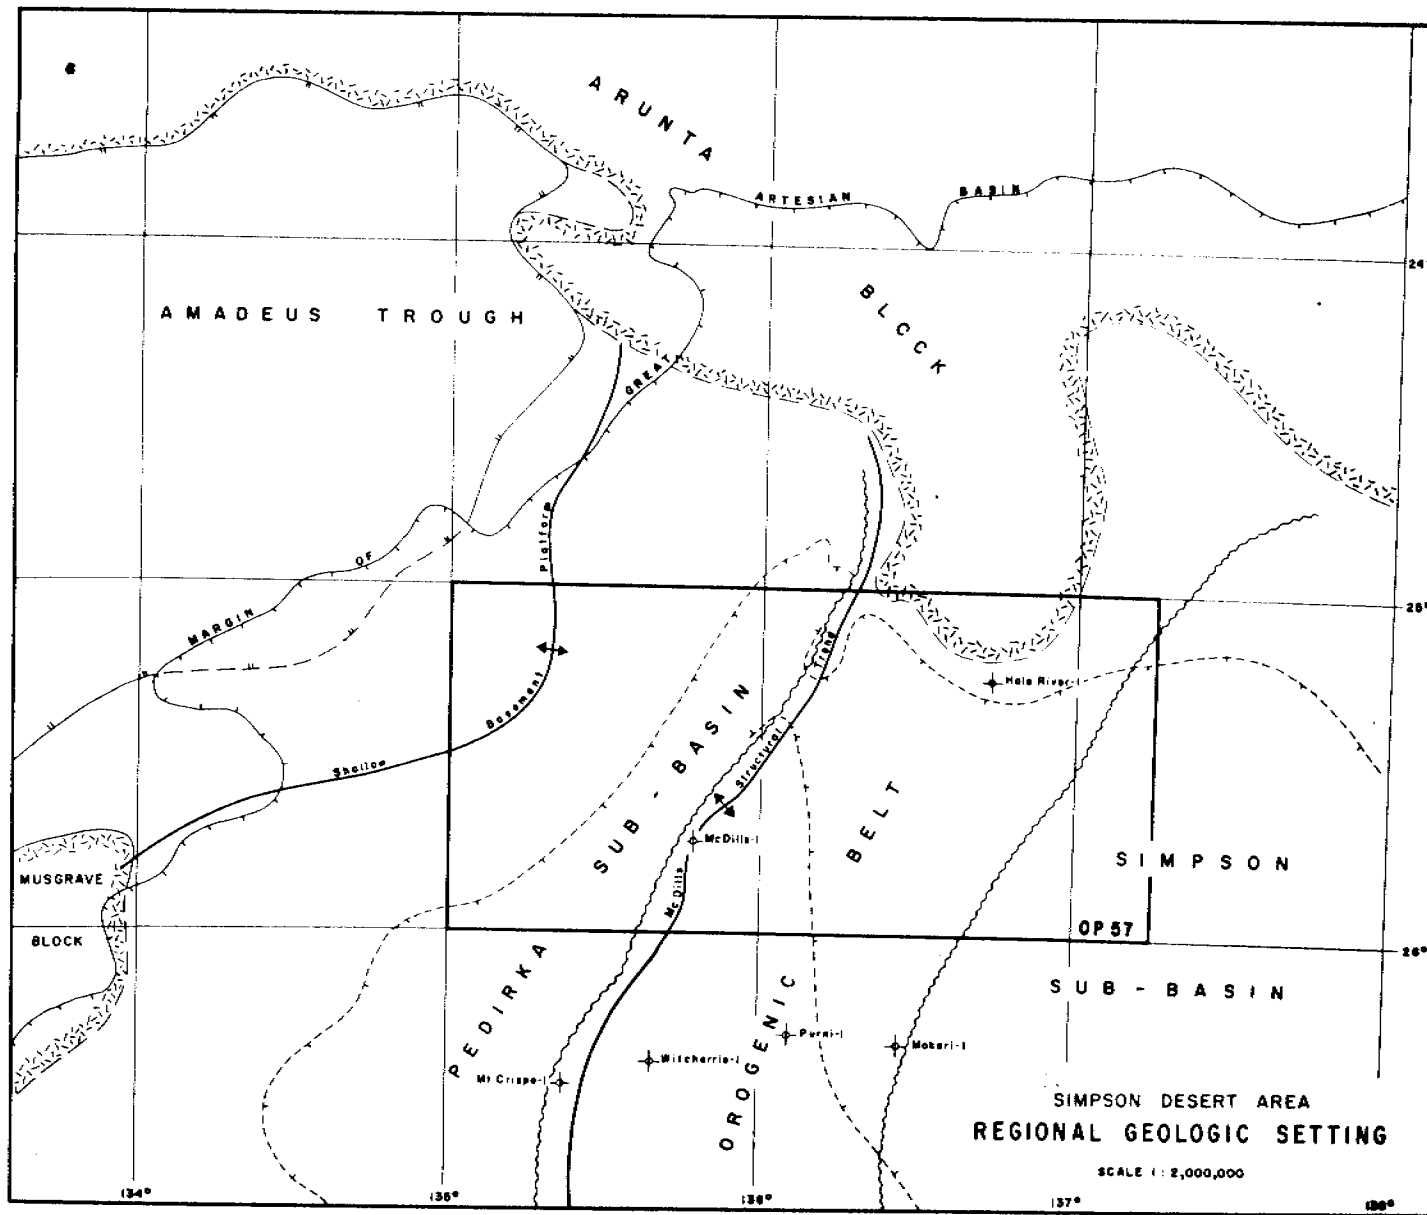 ARUNTA
ARTESIAN BASIN
24°
AMADEUS TROUGH
BLOCK
GREAT
Platform
OF
MARGIN
25°
Trend
Hale River-1
Basement
SUB-BASIN
Structural
Shallow
McDills-1
BELT
SIMPSON
MUSGRAVE
McDills
BLOCK
OP 57
26°
PEDIRKA
OROGENIC
SUB-BASIN
Purni-1
Mokari-1
Witcherrie-1
Mt Crispe-1
SIMPSON DESERT AREA
REGIONAL GEOLOGIC SETTING
SCALE 1:2,000,000
134° 135° 136° 137° 138°